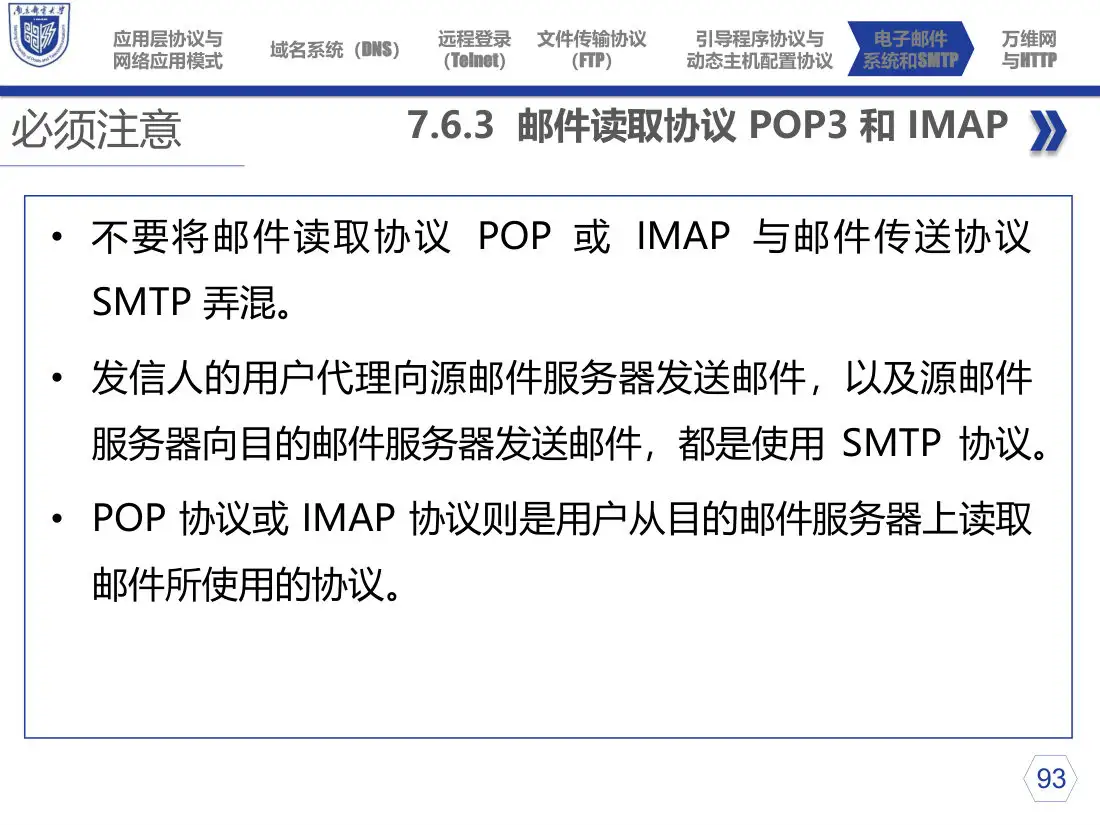 南京邮电大学
应用层协议与
网络应用模式
域名系统（DNS）
远程登录
（Telnet）
文件传输协议
（FTP）
引导程序协议与
动态主机配置协议
电子邮件
系统和SMTP
万维网
与HTTP
必须注意
7.6.3 邮件读取协议 POP3 和 IMAP
• 不要将邮件读取协议 POP 或 IMAP 与邮件传送协议
SMTP 弄混。
• 发信人的用户代理向源邮件服务器发送邮件，以及源邮件
服务器向目的邮件服务器发送邮件，都是使用 SMTP 协议。
• POP 协议或 IMAP 协议则是用户从目的邮件服务器上读取
邮件所使用的协议。
93